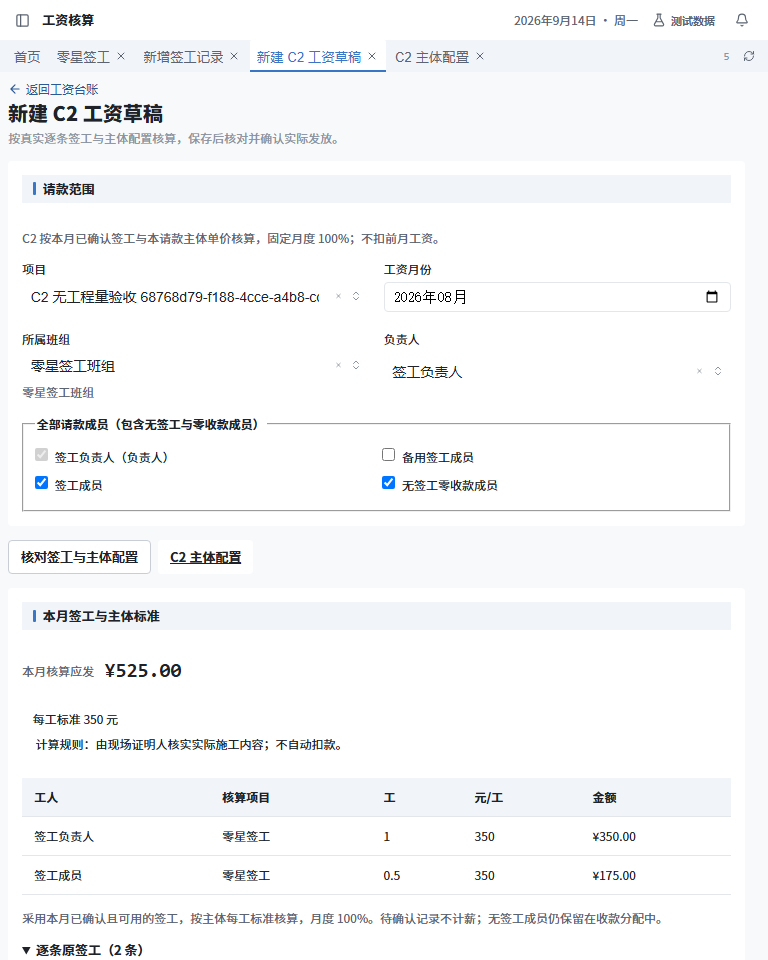 工资核算
2026年9月14日 · 周一 测试数据
首页 零星签工 × 新增签工记录 × 新建 C2 工资草稿 × C2 主体配置 × 5
← 返回工资台账
新建 C2 工资草稿
按真实逐条签工与主体配置核算，保存后核对并确认实际发放。
请款范围
C2 按本月已确认签工与本请款主体单价核算，固定月度 100%；不扣前月工资。
项目 工资月份
C2 无工程量验收 68768d79-f188-4cce-a4b8-cc × 2026年08月
所属班组 负责人
零星签工班组 × 签工负责人 ×
零星签工班组
全部请款成员（包含无签工与零收款成员）
签工负责人（负责人） 备用签工成员
签工成员 无签工零收款成员
核对签工与主体配置 C2 主体配置
本月签工与主体标准
本月核算应发 ¥525.00
每工标准 350 元
计算规则：由现场证明人核实实际施工内容；不自动扣款。
工人 核算项目 工 元/工 金额
签工负责人 零星签工 1 350 ¥350.00
签工成员 零星签工 0.5 350 ¥175.00
采用本月已确认且可用的签工，按主体每工标准核算，月度 100%。待确认记录不计薪；无签工成员仍保留在收款分配中。
▼ 逐条原签工（2 条）